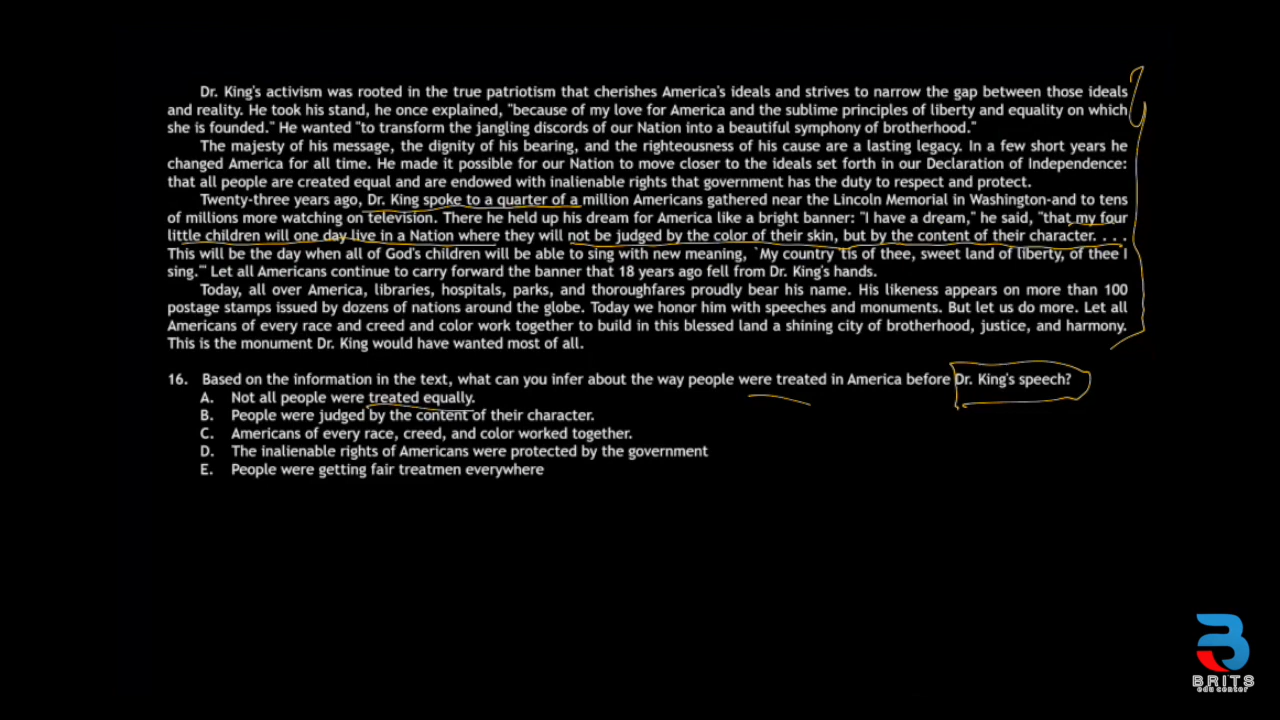 Dr. King's activism was rooted in the true patriotism that cherishes America's ideals and strives to narrow the gap between those ideals
and reality. He took his stand, he once explained, "because of my love for America and the sublime principles of liberty and equality on which
she is founded." He wanted "to transform the jangling discords of our Nation into a beautiful symphony of brotherhood."
The majesty of his message, the dignity of his bearing, and the righteousness of his cause are a lasting legacy. In a few short years he
changed America for all time. He made it possible for our Nation to move closer to the ideals set forth in our Declaration of Independence:
that all people are created equal and are endowed with inalienable rights that government has the duty to respect and protect.
Twenty-three years ago, Dr. King spoke to a quarter of a million Americans gathered near the Lincoln Memorial in Washington-and to tens
of millions more watching on television. There he held up his dream for America like a bright banner: "I have a dream," he said, "that my four
little children will one day live in a Nation where they will not be judged by the color of their skin, but by the content of their character. . . .
This will be the day when all of God's children will be able to sing with new meaning, `My country 'tis of thee, sweet land of liberty, of thee I
sing.'" Let all Americans continue to carry forward the banner that 18 years ago fell from Dr. King's hands.
Today, all over America, libraries, hospitals, parks, and thoroughfares proudly bear his name. His likeness appears on more than 100
postage stamps issued by dozens of nations around the globe. Today we honor him with speeches and monuments. But let us do more. Let all
Americans of every race and creed and color work together to build in this blessed land a shining city of brotherhood, justice, and harmony.
This is the monument Dr. King would have wanted most of all.
16. Based on the information in the text, what can you infer about the way people were treated in America before Dr. King's speech?
A. Not all people were treated equally.
B. People were judged by the content of their character.
C. Americans of every race, creed, and color worked together.
D. The inalienable rights of Americans were protected by the government
E. People were getting fair treatmen everywhere
BRITS
edu center